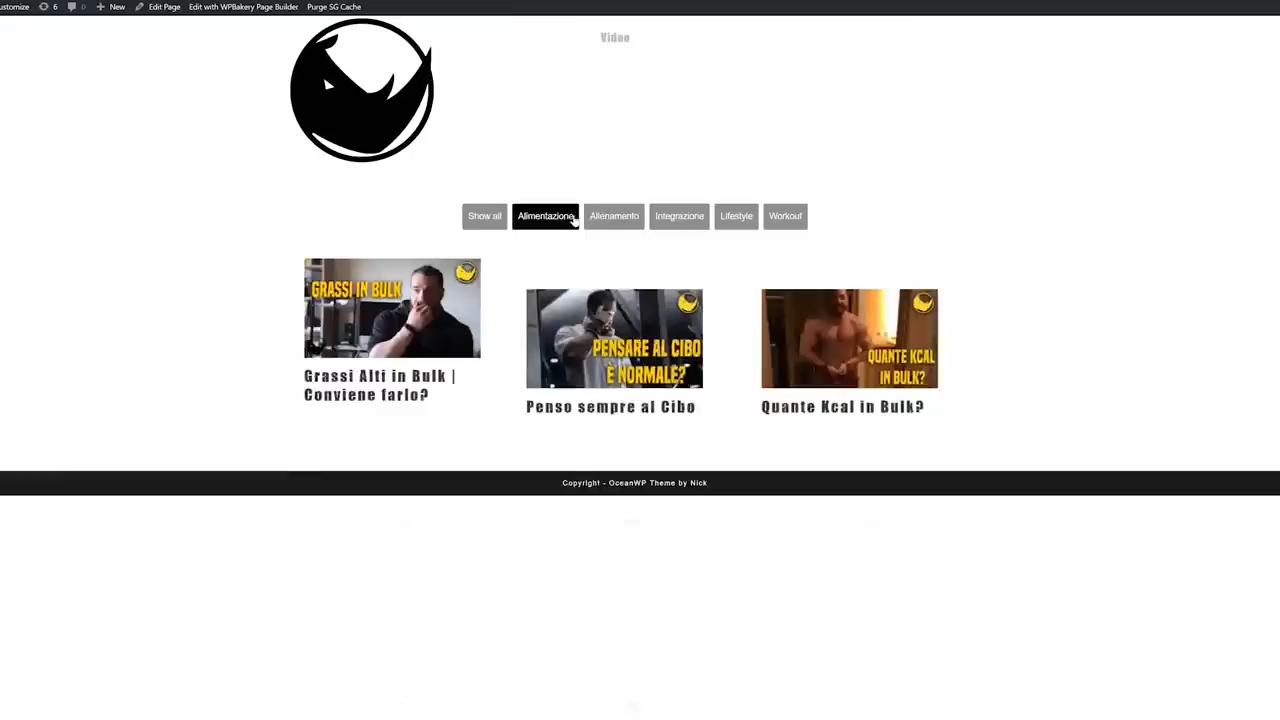 ustomize 6 0 New Edit Page Edit with WPBakery Page Builder Purge SG Cache
Video
Show all Alimentazione Allenamento Integrazione Lifestyle Workout
GRASSI IN BULK
PENSARE AL CIBO
È NORMALE?
QUANTE KCAL
IN BULK?
Grassi Alti in Bulk |
Conviene farlo?
Penso sempre al Cibo
Quante Kcal in Bulk?
Copyright - OceanWP Theme by Nick